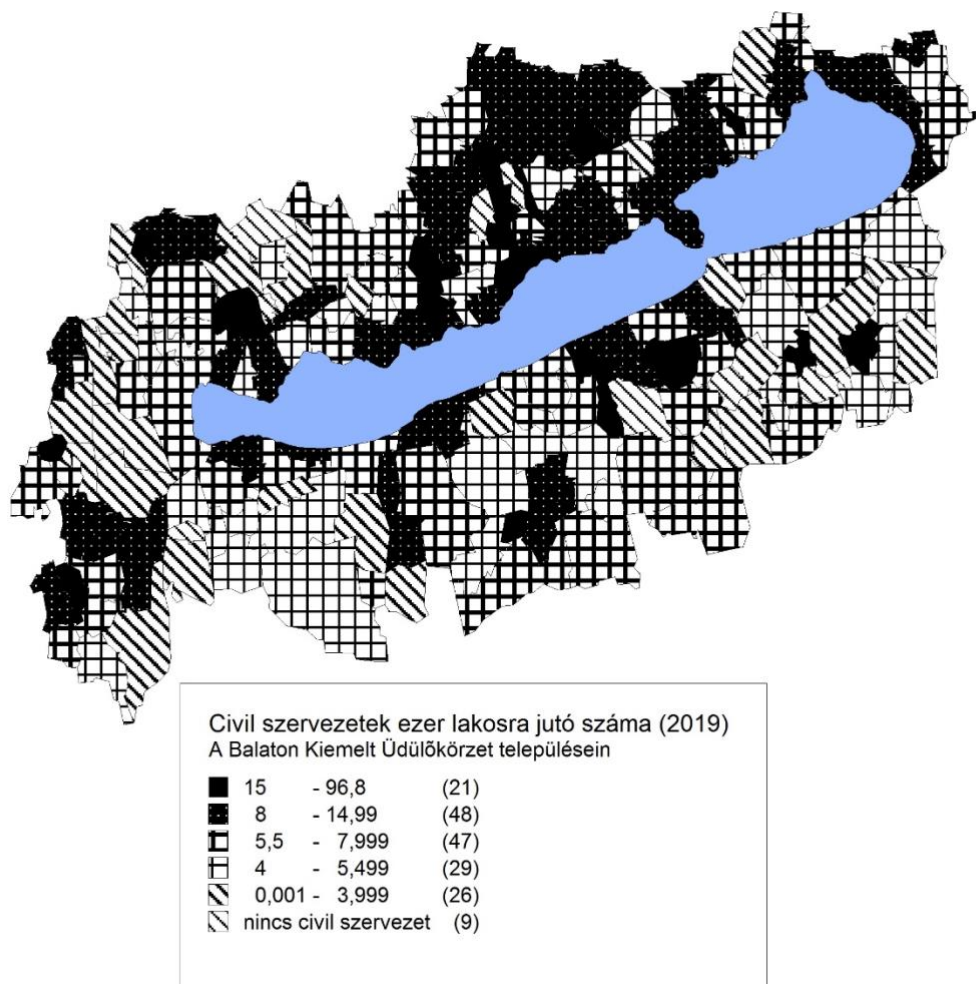 Civil szervezetek ezer lakosra jutó száma (2019)
A Balaton Kiemelt Üdülõkörzet településein
15 - 96,8 (21)
8 - 14,99 (48)
5,5 - 7,999 (47)
4 - 5,499 (29)
0,001 - 3,999 (26)
nincs civil szervezet (9)